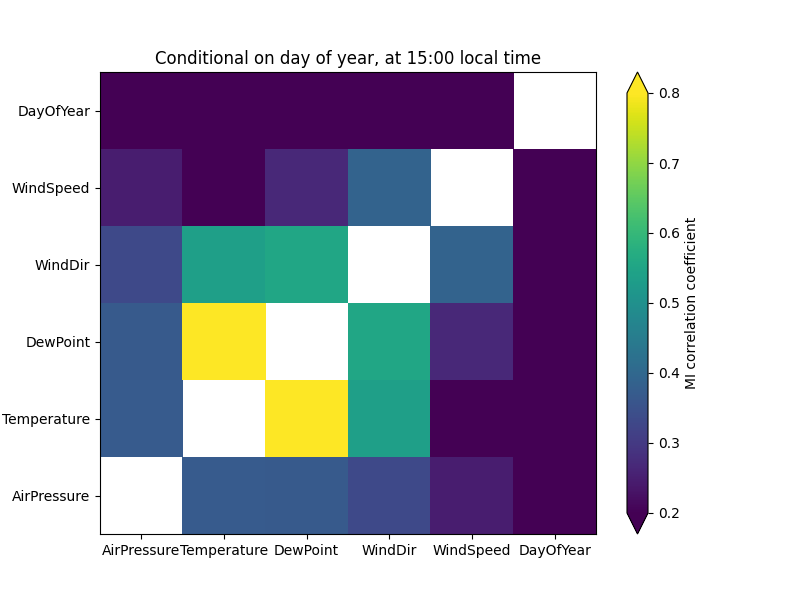 Conditional on day of year, at 15:00 local time
DayOfYear
WindSpeed
WindDir
DewPoint
Temperature
AirPressure
AirPressure Temperature DewPoint WindDir WindSpeed DayOfYear
0.8
0.7
0.6
0.5
0.4
0.3
0.2
MI correlation coefficient